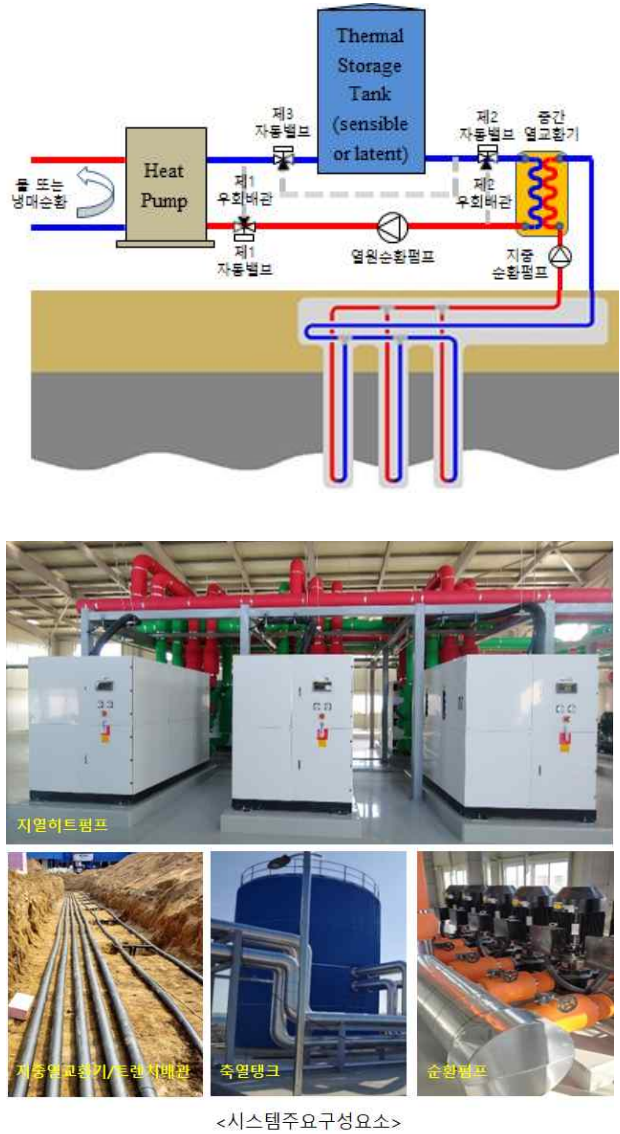 Thermal
Storage
Tank
(sensible
or latent)
제3
자동밸브
제2
자동밸브
중간
열교환기
물 또는
냉매순환
Heat
Pump
제1
우회배관
제2
우회배관
제1
자동밸브
열원순환펌프
지중
순환펌프
지열히트펌프
지중열교환기/트렌치배관
축열탱크
순환펌프
<시스템주요구성요소>